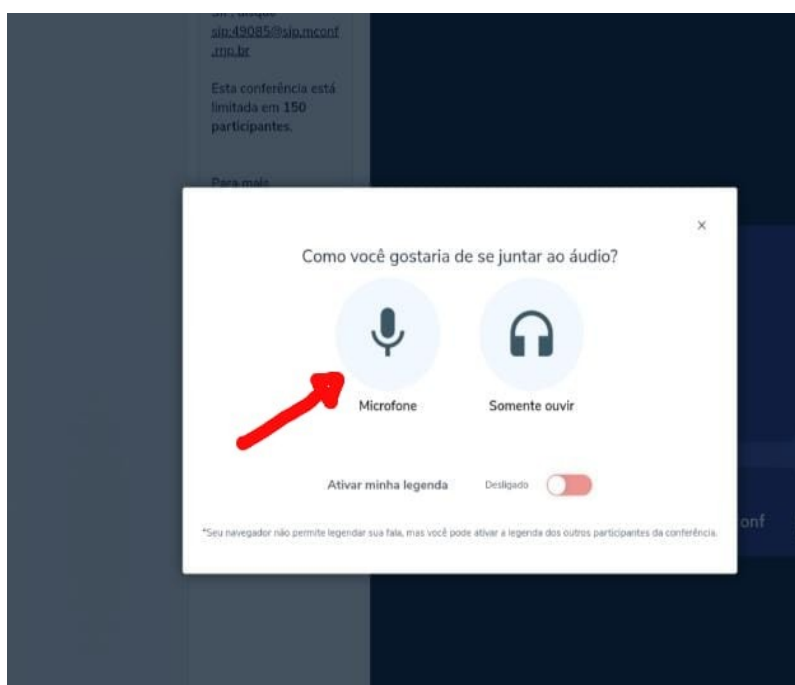 SIP, disque
sip:49085@sip.mconf
.rnp.br
Esta conferência está
limitada em 150
participantes.
Para mais
×
Como você gostaria de se juntar ao áudio?
Microfone
Somente ouvir
Ativar minha legenda
Desligado
*Seu navegador não permite legendar sua fala, mas você pode ativar a legenda dos outros participantes da conferência.
onf